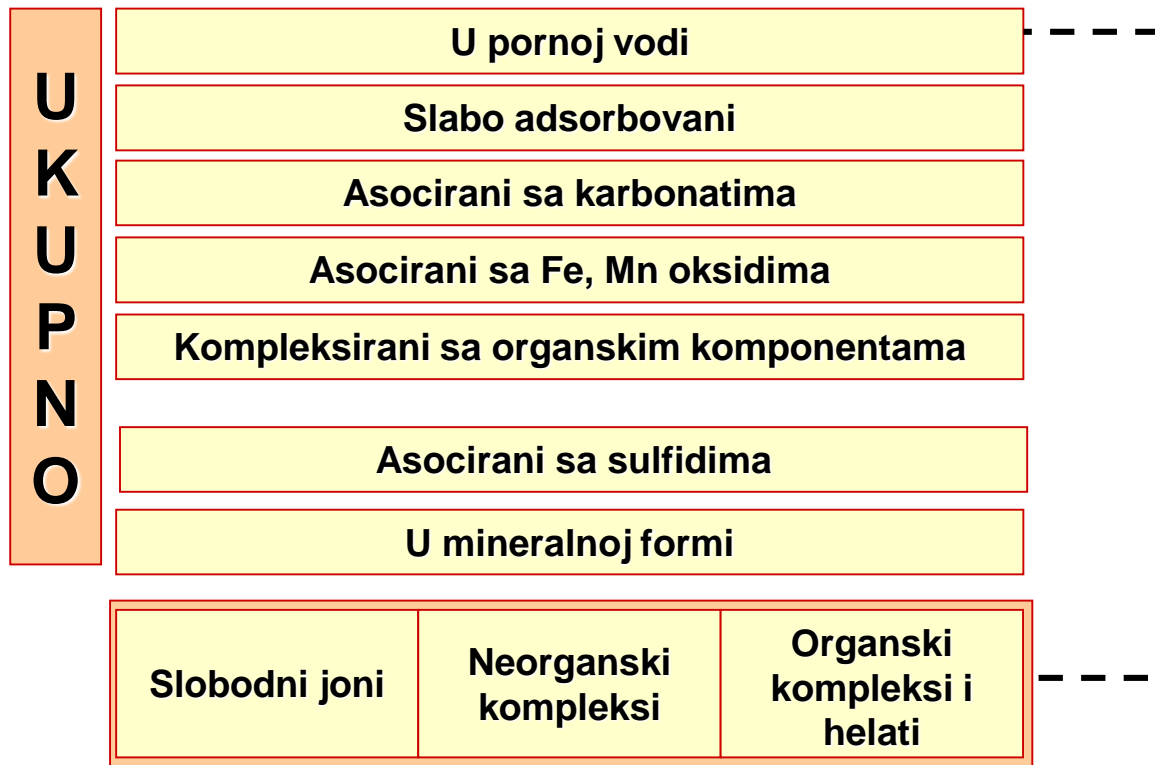 UKUPNO
U pornoj vodi
Slabo adsorbovani
Asocirani sa karbonatima
Asocirani sa Fe, Mn oksidima
Kompleksirani sa organskim komponentama
Asocirani sa sulfidima
U mineralnoj formi
Slobodni joni
Neorganski
kompleksi
Organski
kompleksi i
helati